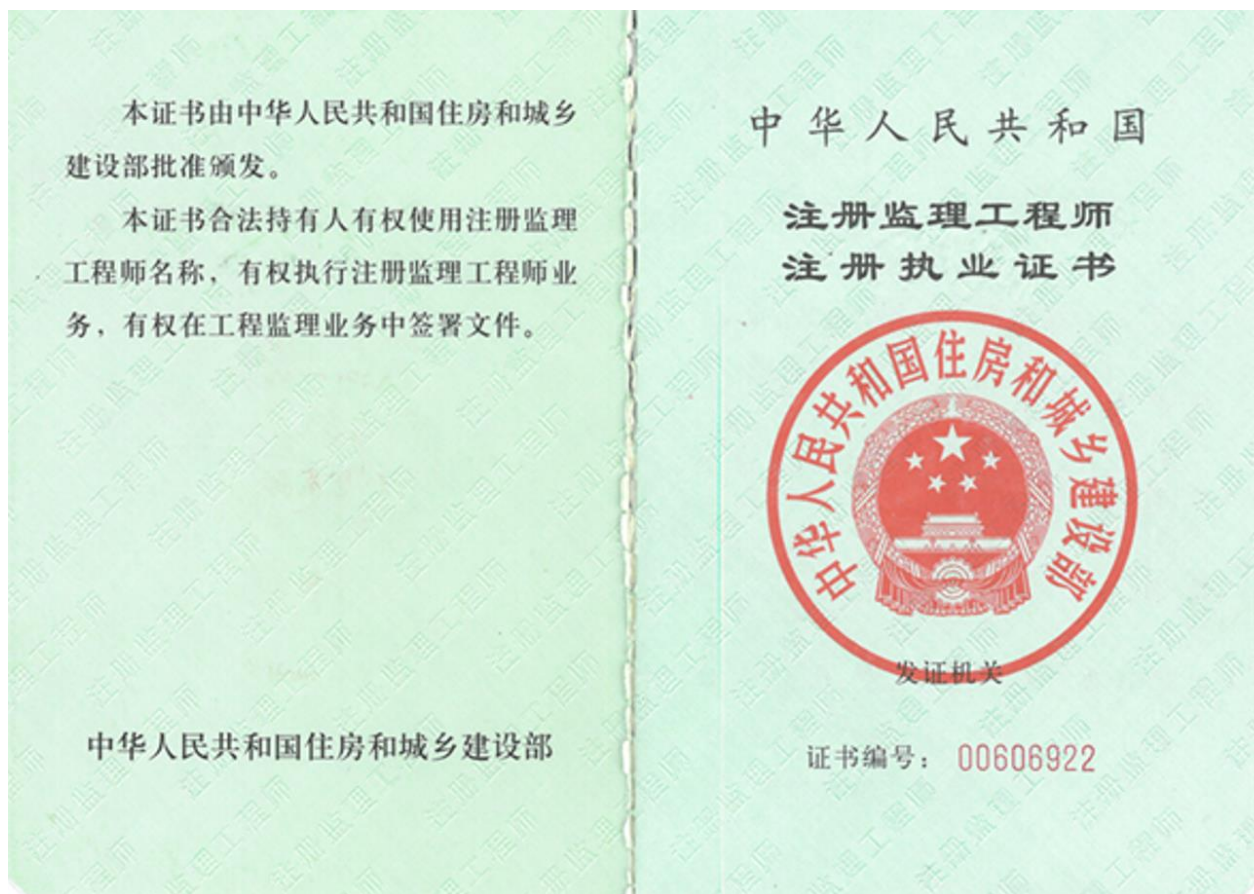 本证书由中华人民共和国住房和城乡
建设部批准颁发。
本证书合法持有人有权使用注册监理
工程师名称，有权执行注册监理工程师业
务，有权在工程监理业务中签署文件。
中华人民共和国住房和城乡建设部
中华人民共和国
注册监理工程师
注册执业证书
中华人民共和国住房和城乡建设部
发证机关
证书编号：00606922